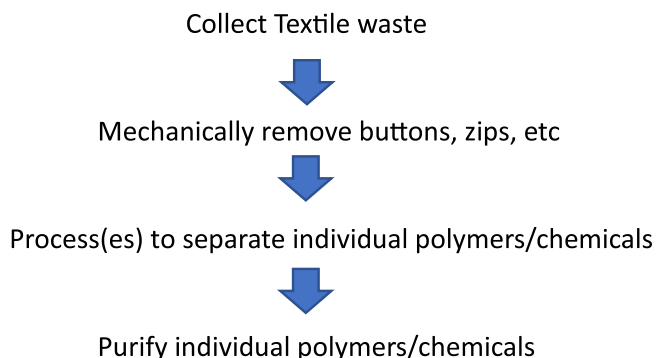 Collect Textile waste
Mechanically remove buttons, zips, etc
Process(es) to separate individual polymers/chemicals
Purify individual polymers/chemicals